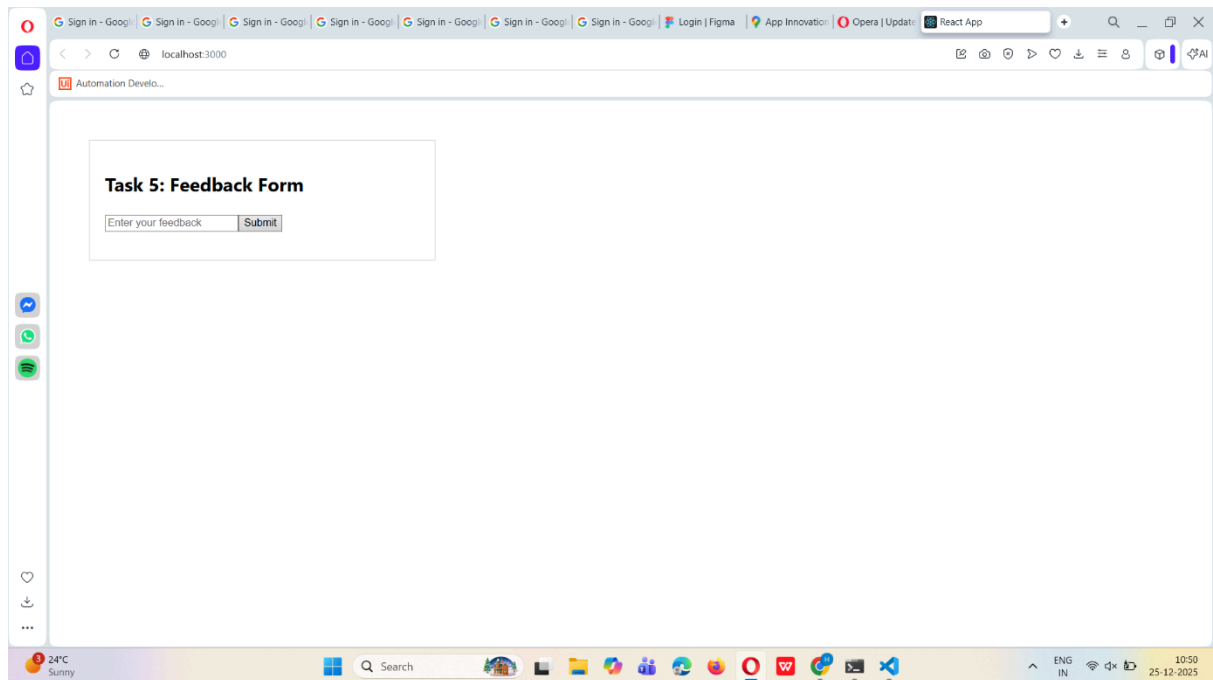 Sign in - Googl Sign in - Googl Sign in - Googl Sign in - Googl Sign in - Googl Sign in - Googl Sign in - Googl Login | Figma App Innovation Opera | Update React App
localhost:3000
AI
Ui Automation Develo...
Task 5: Feedback Form
Enter your feedback Submit
3
24°C
Sunny
Search
ENG
IN
10:50
25-12-2025